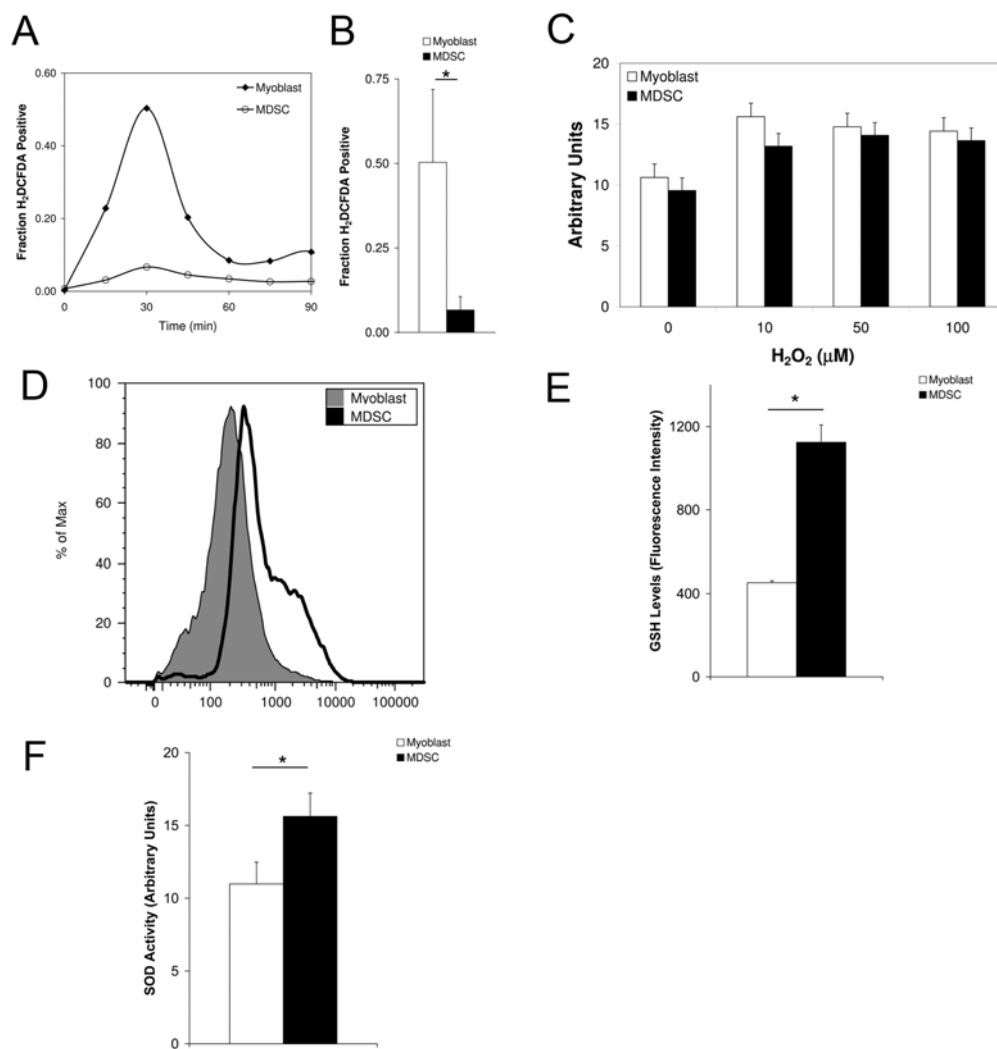 A
0.60
0.40
0.20
0.00
Fraction H₂DCFDA Positive
Myoblast
MDSC
0
30
60
90
Time (min)
B
Myoblast
MDSC
*
0.75
0.50
0.25
0.00
Fraction H₂DCFDA Positive
C
20
15
10
5
0
Arbitrary Units
Myoblast
MDSC
0
10
50
100
H₂O₂ (μM)
D
100
80
60
40
20
0
% of Max
Myoblast
MDSC
0
100
1000
10000
100000
E
Myoblast
MDSC
*
1200
800
400
0
GSH Levels (Fluorescence Intensity)
F
Myoblast
MDSC
*
20
15
10
5
0
SOD Activity (Arbitrary Units)